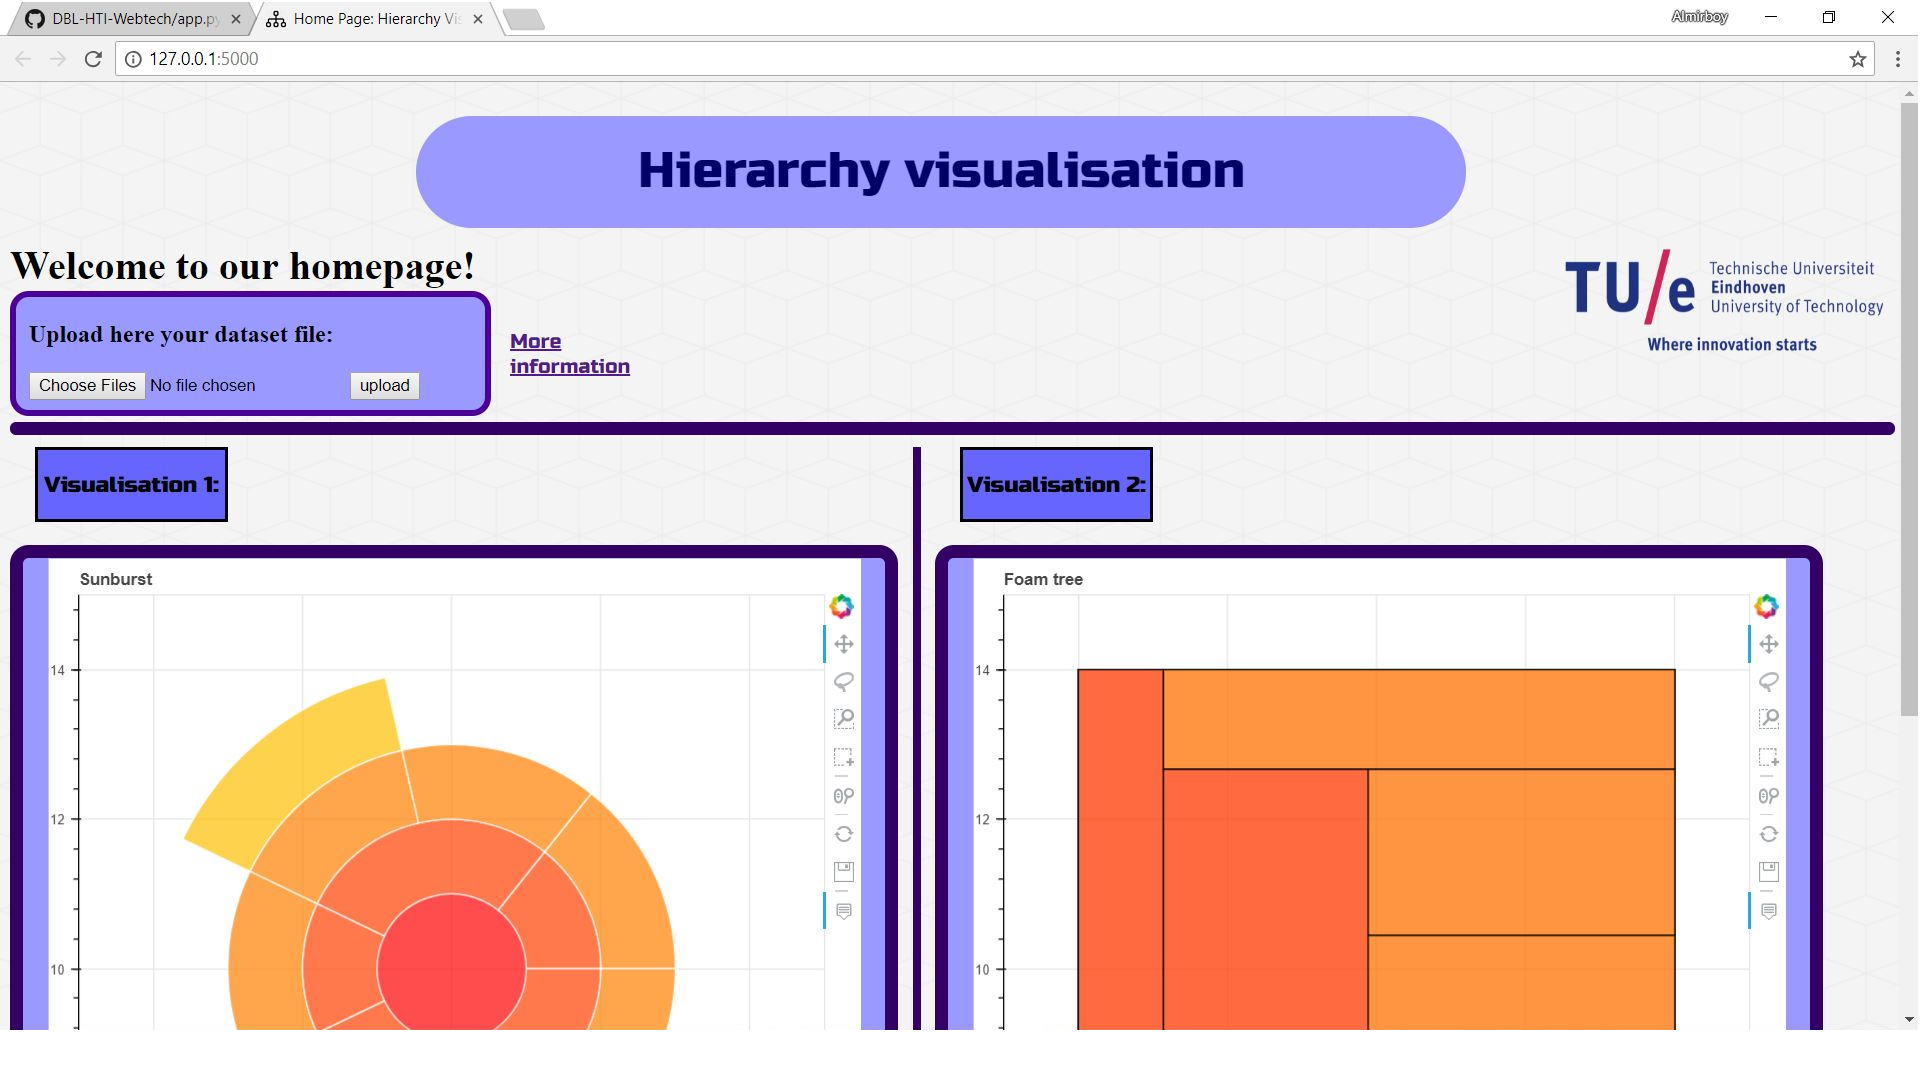 DBL-HTI-Webtech/app.py
Home Page: Hierarchy Vis
Almirboy
127.0.0.1:5000
Hierarchy visualisation
Welcome to our homepage!
Upload here your dataset file:
Choose Files No file chosen upload
More
information
TU/e
Technische Universiteit
Eindhoven
University of Technology
Where innovation starts
Visualisation 1:
Visualisation 2:
Sunburst
14
12
10
Foam tree
14
12
10